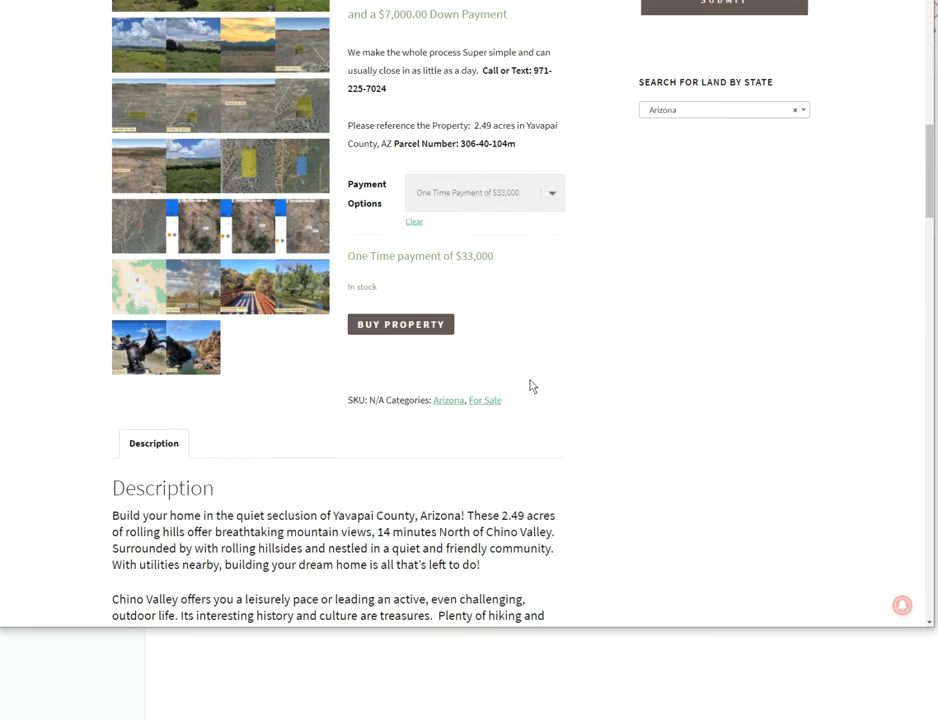 and a $7,000.00 Down Payment
SUBMIT
We make the whole process Super simple and can
usually close in as little as a day. Call or Text: 971-
225-7024
SEARCH FOR LAND BY STATE
Arizona × 
Please reference the Property: 2.49 acres in Yavapai
County, AZ Parcel Number: 306-40-104m
Payment
Options
One Time Payment of $33,000
Clear
One Time payment of $33,000
In stock
BUY PROPERTY
SKU: N/A Categories: Arizona, For Sale
Description
Description
Build your home in the quiet seclusion of Yavapai County, Arizona! These 2.49 acres
of rolling hills offer breathtaking mountain views, 14 minutes North of Chino Valley.
Surrounded by with rolling hillsides and nestled in a quiet and friendly community.
With utilities nearby, building your dream home is all that's left to do!
Chino Valley offers you a leisurely pace or leading an active, even challenging,
outdoor life. Its interesting history and culture are treasures. Plenty of hiking and